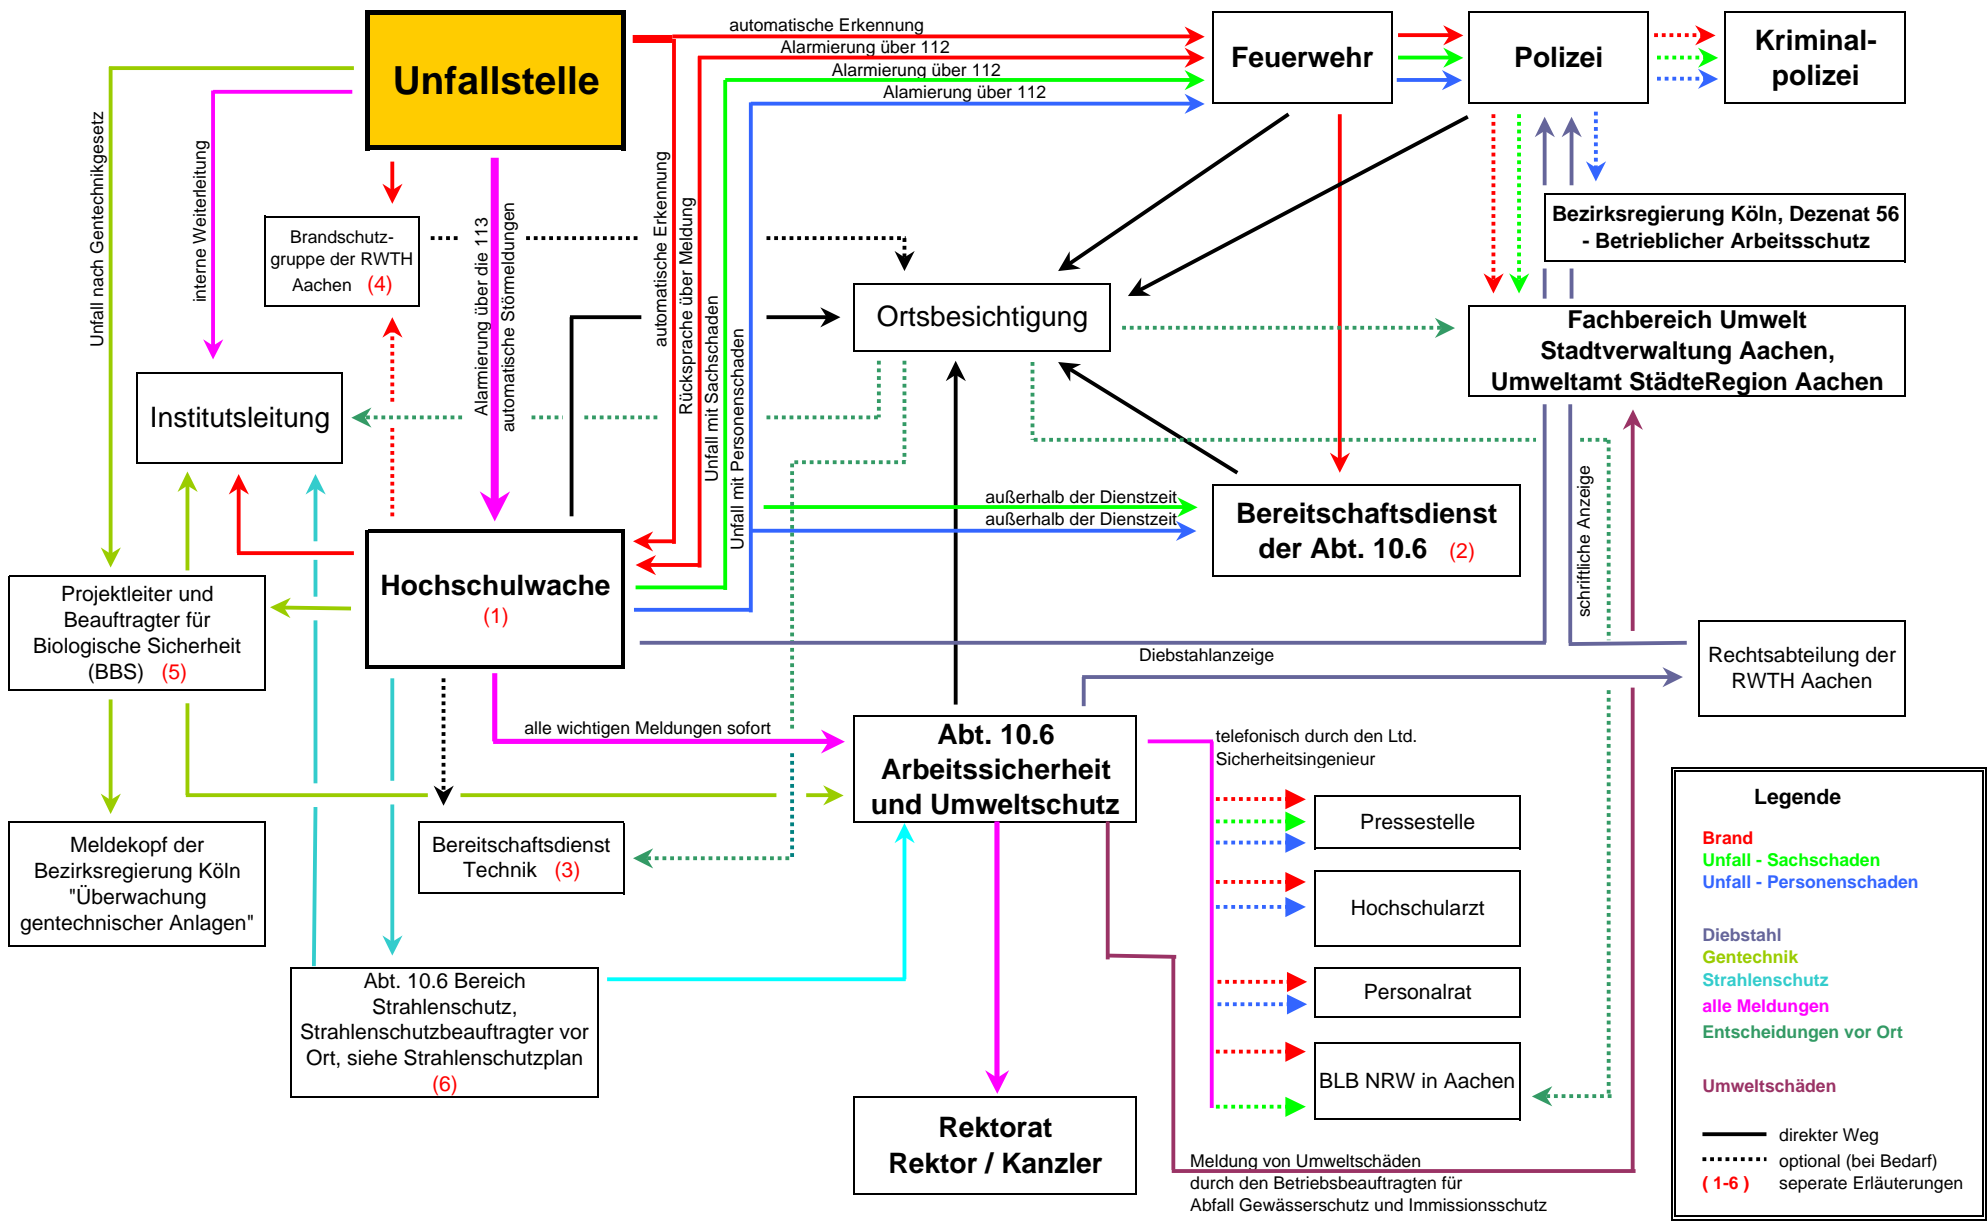 automatische Erkennung
Alarmierung über 112
Alarmierung über 112
Alamierung über 112
Unfallstelle
Feuerwehr
Polizei
Kriminal-
polizei
Unfall nach Gentechnikgesetz
interne Weiterleitung
Alarmierung über die 113
automatische Störmeldungen
automatische Erkennung
Rücksprache über Meldung
Unfall mit Sachschaden
Unfall mit Personenschaden
Brandschutz-
gruppe der RWTH
Aachen (4)
Bezirksregierung Köln, Dezenat 56
- Betrieblicher Arbeitsschutz
Ortsbesichtigung
Fachbereich Umwelt
Stadtverwaltung Aachen,
Umweltamt StädteRegion Aachen
Institutsleitung
außerhalb der Dienstzeit
außerhalb der Dienstzeit
Bereitschaftsdienst
der Abt. 10.6 (2)
schriftliche Anzeige
Hochschulwache
(1)
Projektleiter und
Beauftragter für
Biologische Sicherheit
(BBS) (5)
Diebstahlanzeige
Rechtsabteilung der
RWTH Aachen
alle wichtigen Meldungen sofort
Abt. 10.6
Arbeitssicherheit
und Umweltschutz
telefonisch durch den Ltd.
Sicherheitsingenieur
Meldekopf der
Bezirksregierung Köln
"Überwachung
gentechnischer Anlagen"
Bereitschaftsdienst
Technik (3)
Pressestelle
Hochschularzt
Personalrat
BLB NRW in Aachen
Abt. 10.6 Bereich
Strahlenschutz,
Strahlenschutzbeauftragter vor
Ort, siehe Strahlenschutzplan
(6)
Rektorat
Rektor / Kanzler
Meldung von Umweltschäden
durch den Betriebsbeauftragten für
Abfall Gewässerschutz und Immissionsschutz
Legende
Brand
Unfall - Sachschaden
Unfall - Personenschaden
Diebstahl
Gentechnik
Strahlenschutz
alle Meldungen
Entscheidungen vor Ort
Umweltschäden
direkter Weg
optional (bei Bedarf)
( 1-6 ) seperate Erläuterungen